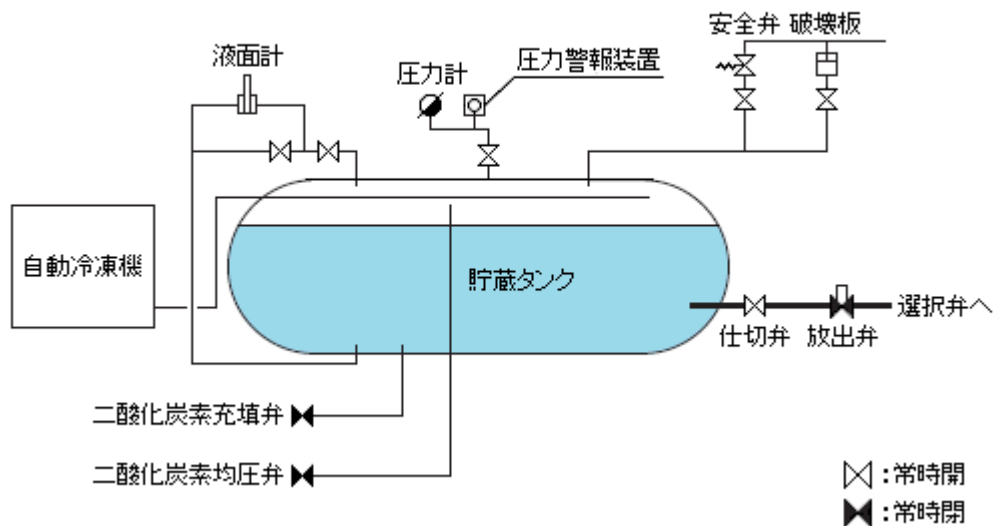 安全弁 破壊板
液面計
圧力計
圧力警報装置
自動冷凍機
貯蔵タンク
選択弁へ
仕切弁 放出弁
二酸化炭素充填弁
二酸化炭素均圧弁
:常時開
:常時閉